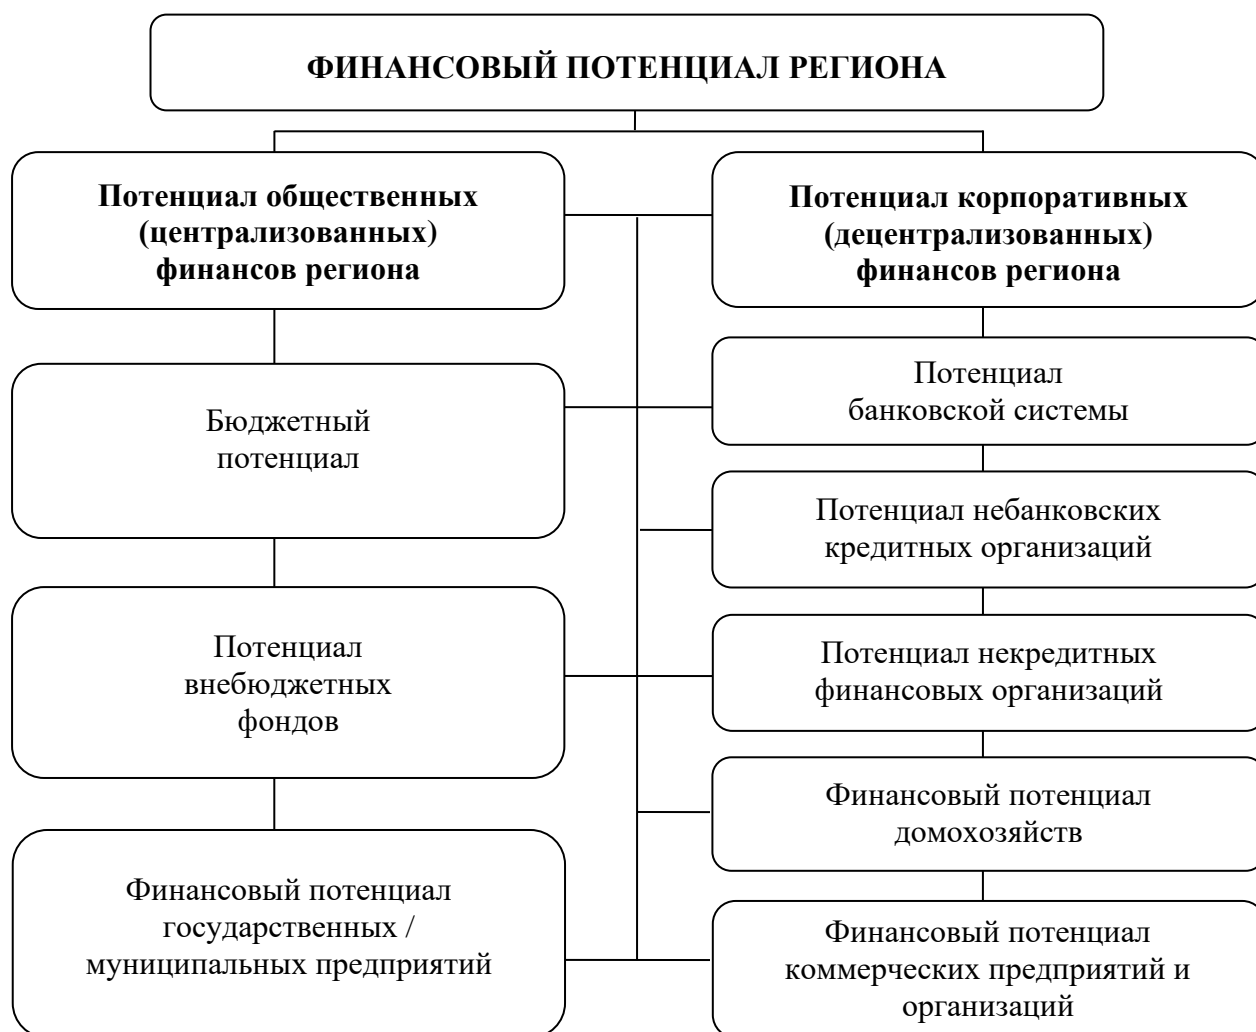 ФИНАНСОВЫЙ ПОТЕНЦИАЛ РЕГИОНА
Потенциал общественных
(централизованных)
финансов региона
Бюджетный
потенциал
Потенциал
внебюджетных
фондов
Финансовый потенциал
государственных /
муниципальных предприятий
Потенциал корпоративных
(децентрализованных)
финансов региона
Потенциал
банковской системы
Потенциал небанковских
кредитных организаций
Потенциал некредитных
финансовых организаций
Финансовый потенциал
домохозяйств
Финансовый потенциал
коммерческих предприятий и
организаций